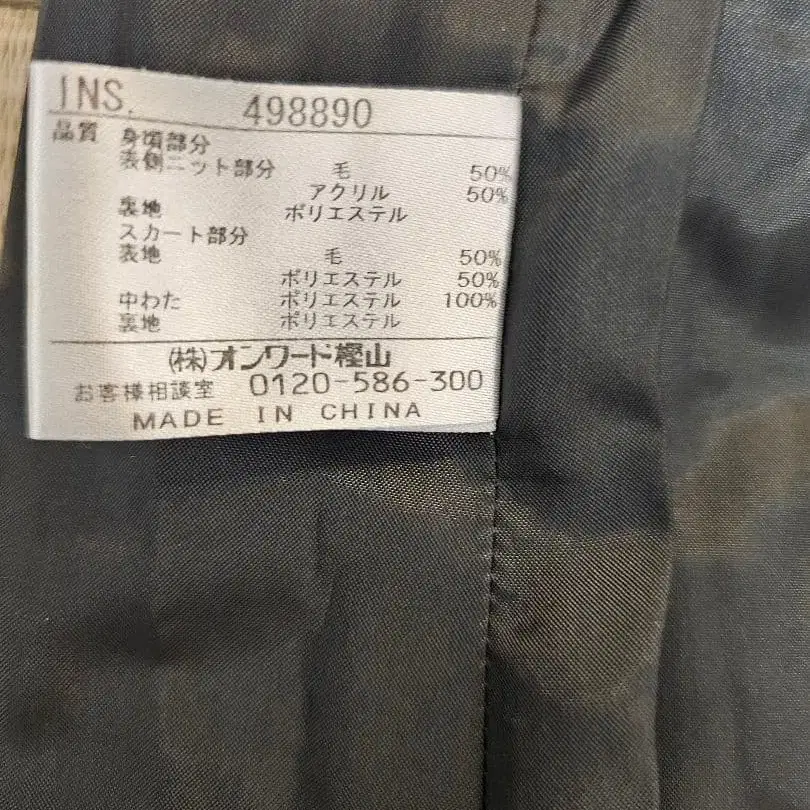 INS. 498890
品質 身頃部分
表側ニット部分 毛 50%
アクリル 50%
裏地 ポリエステル
スカート部分
表地 毛 50%
ポリエステル 50%
中わた ポリエステル 100%
裏地 ポリエステル
(株)オンワード樫山
お客様相談室 0120-586-300
MADE IN CHINA